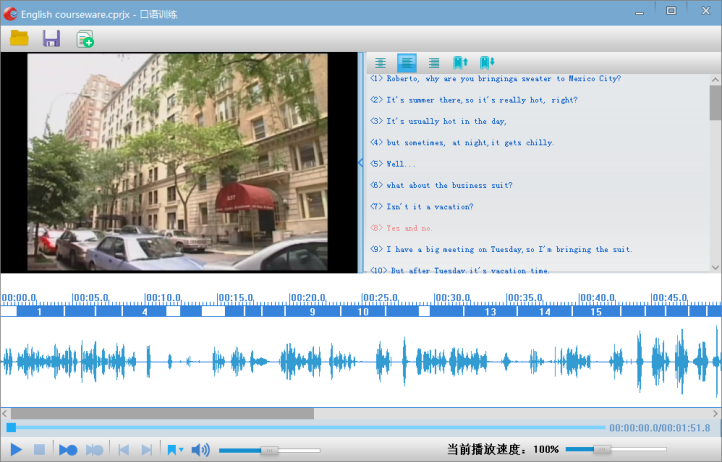 English courseware.cprjx - 口语训练
<1> Roberto, why are you bringinga sweater to Mexico City?
<2> It's summer there,so it's really hot, right?
<3> It's usually hot in the day,
<4> but sometimes, at night,it gets chilly.
<5> Well...
<6> what about the business suit?
<7> Isn't it a vacation?
<8> Yes and no.
<9> I have a big meeting on Tuesday,so I'm bringing the suit.
<10> But after Tuesday,it's vacation time.
00:00.0 00:05.0 00:10.0 00:15.0 00:20.0 00:25.0 00:30.0 00:35.0 00:40.0 00:45.0
1 4 9 10 13 14 15
00:00:00.0/00:01:51.8
当前播放速度：100%